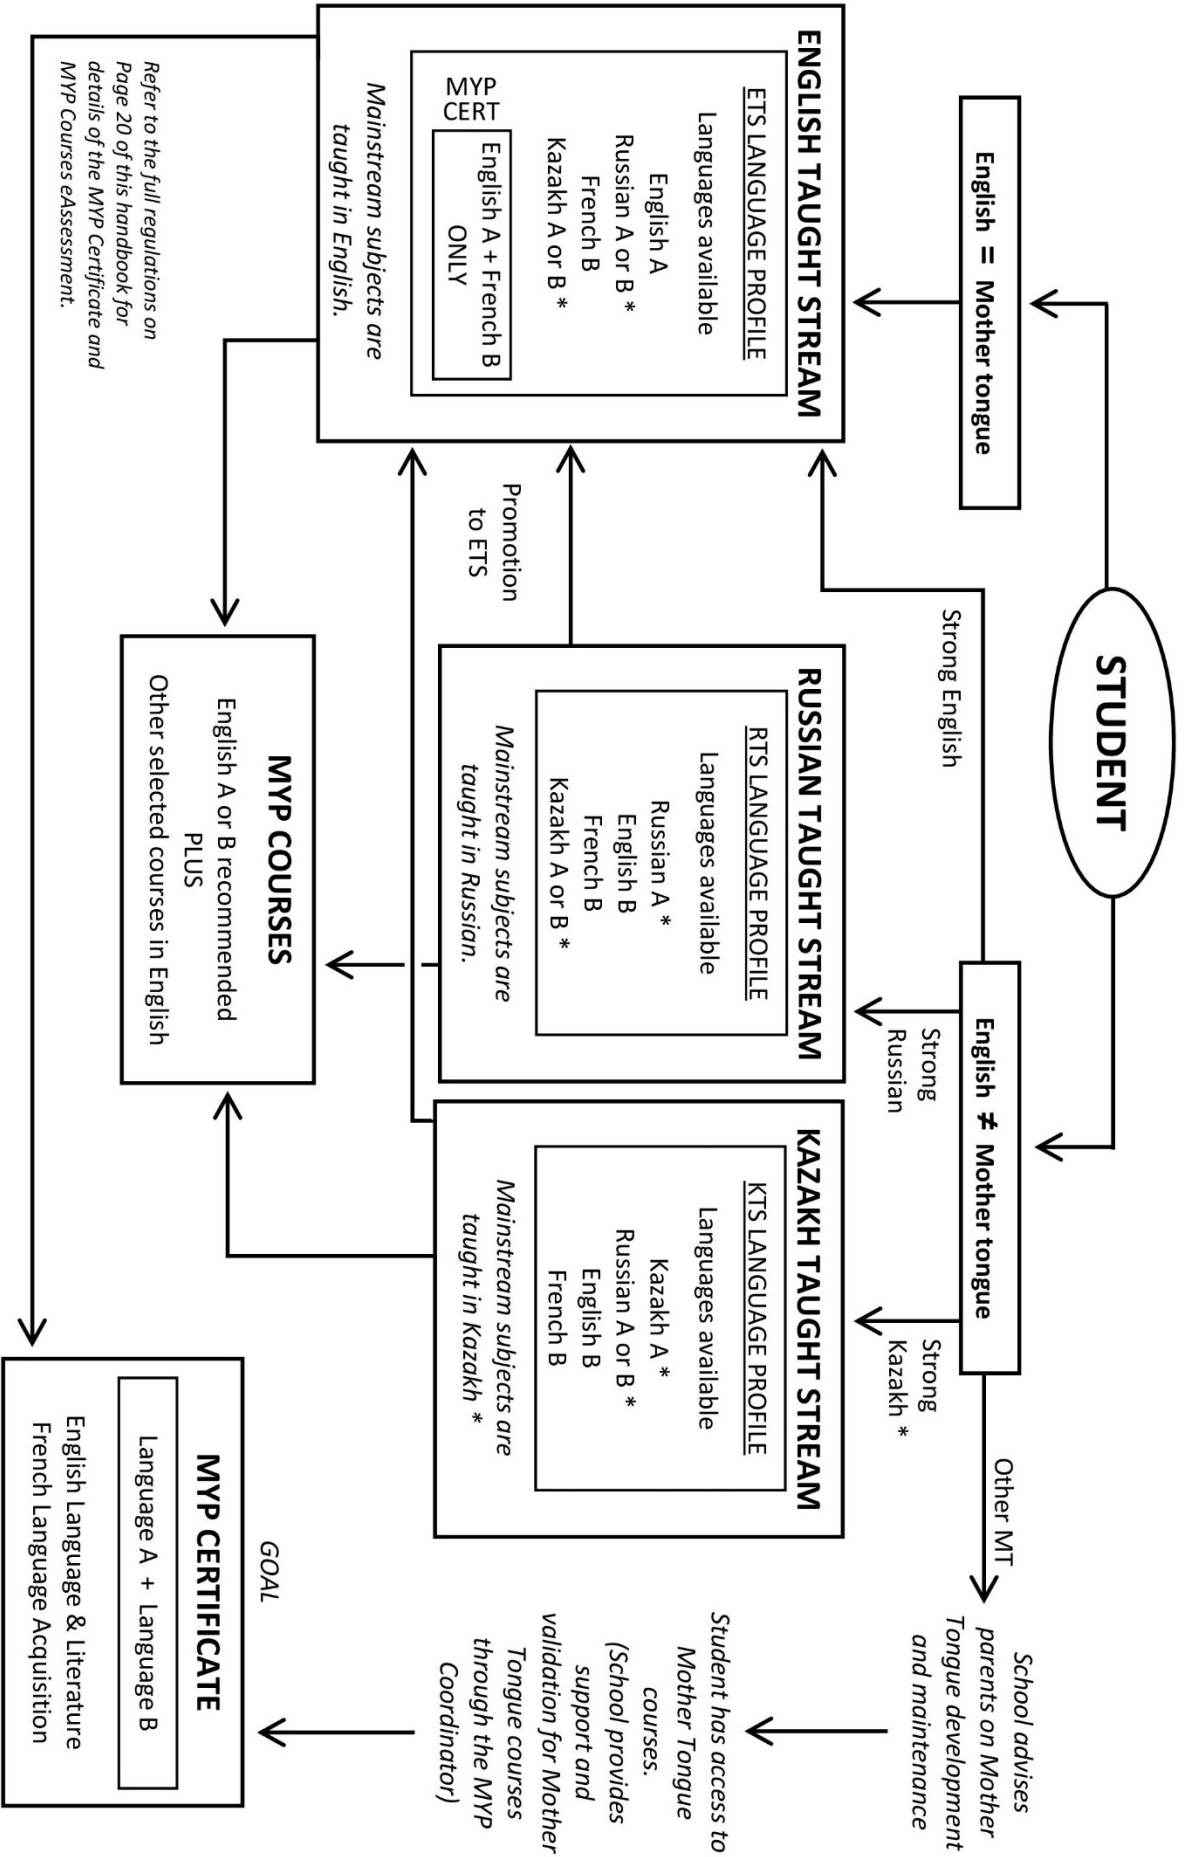 STUDENT
English = Mother tongue
English ≠ Mother tongue
Strong English
Strong
Russian
Strong
Kazakh *
Other MT
School advises
parents on Mother
Tongue development
and maintenance
ENGLISH TAUGHT STREAM
ETS LANGUAGE PROFILE
Languages available
English A
Russian A or B *
French B
Kazakh A or B *
MYP
CERT
English A + French B
ONLY
Mainstream subjects are
taught in English.
Promotion
to ETS
RUSSIAN TAUGHT STREAM
RTS LANGUAGE PROFILE
Languages available
Russian A *
English B
French B
Kazakh A or B *
Mainstream subjects are
taught in Russian.
KAZAKH TAUGHT STREAM
KTS LANGUAGE PROFILE
Languages available
Kazakh A *
Russian A or B *
English B
French B
Mainstream subjects are
taught in Kazakh *
Student has access to
Mother Tongue
courses.
(School provides
support and
validation for Mother
Tongue courses
through the MYP
Coordinator)
MYP COURSES
English A or B recommended
PLUS
Other selected courses in English
GOAL
MYP CERTIFICATE
Language A + Language B
English Language & Literature
French Language Acquisition
Refer to the full regulations on
Page 20 of this handbook for
details of the MYP Certificate and
MYP Courses eAssessment.